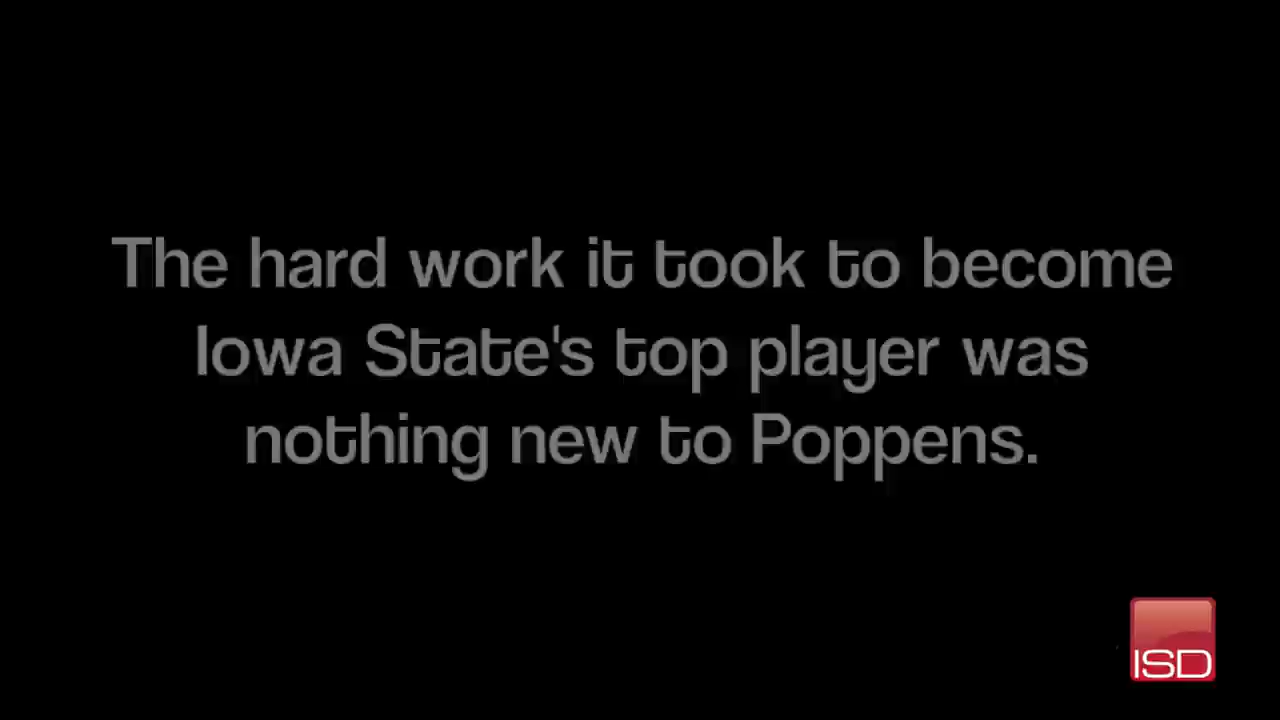 The hard work it took to become
Iowa State's top player was
nothing new to Poppens.
ISD